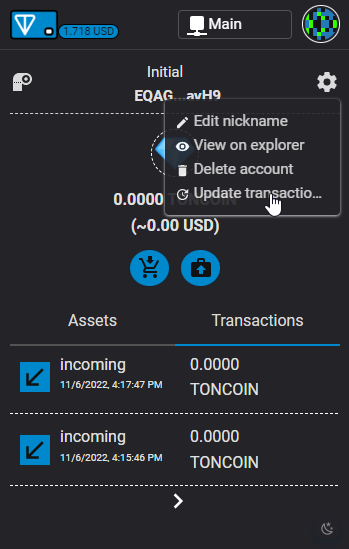 1.718 USD
Main
Initial
EQAG...avH9
Edit nickname
View on explorer
Delete account
Update transactio...
0.0000 TONCOIN
(~0.00 USD)
Assets
Transactions
incoming
0.0000
11/6/2022, 4:17:47 PM
TONCOIN
incoming
0.0000
11/6/2022, 4:15:46 PM
TONCOIN